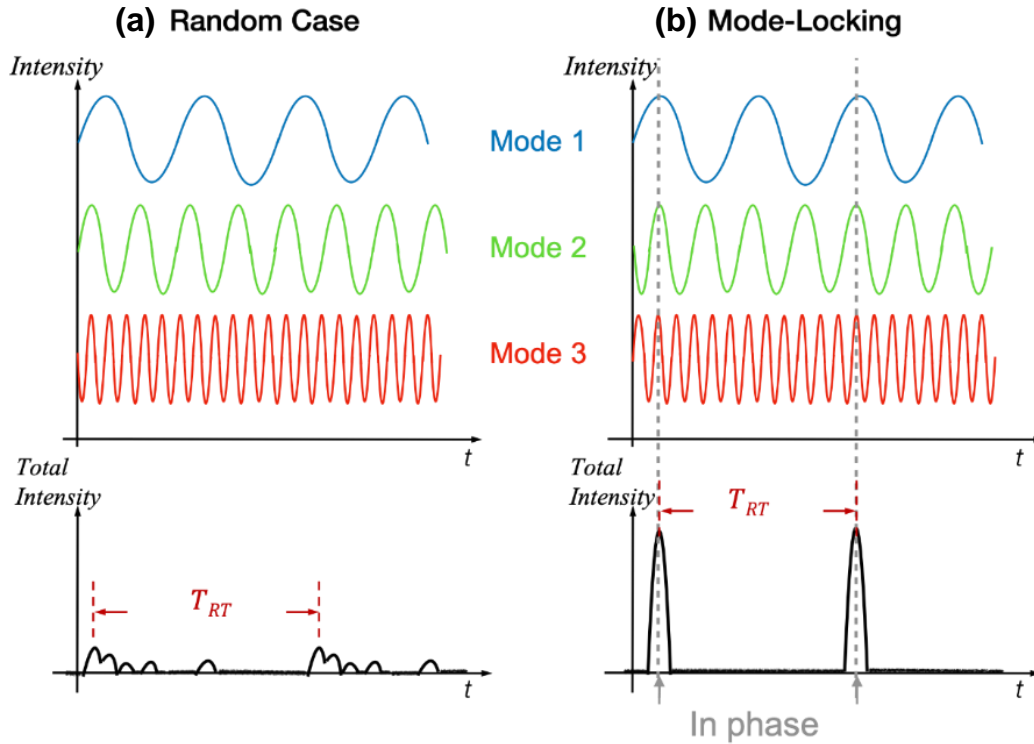 (a) Random Case
(b) Mode-Locking
Intensity
Intensity
Mode 1
Mode 2
Mode 3
t
t
Total
Intensity
Total
Intensity
T_RT
T_RT
t
t
In phase